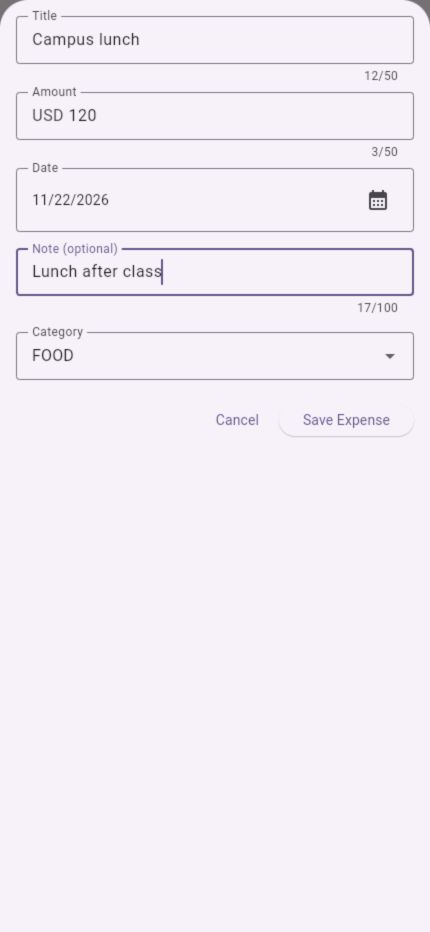 Title
Campus lunch
12/50
Amount
USD 120
3/50
Date
11/22/2026
Note (optional)
Lunch after class
17/100
Category
FOOD
Cancel Save Expense